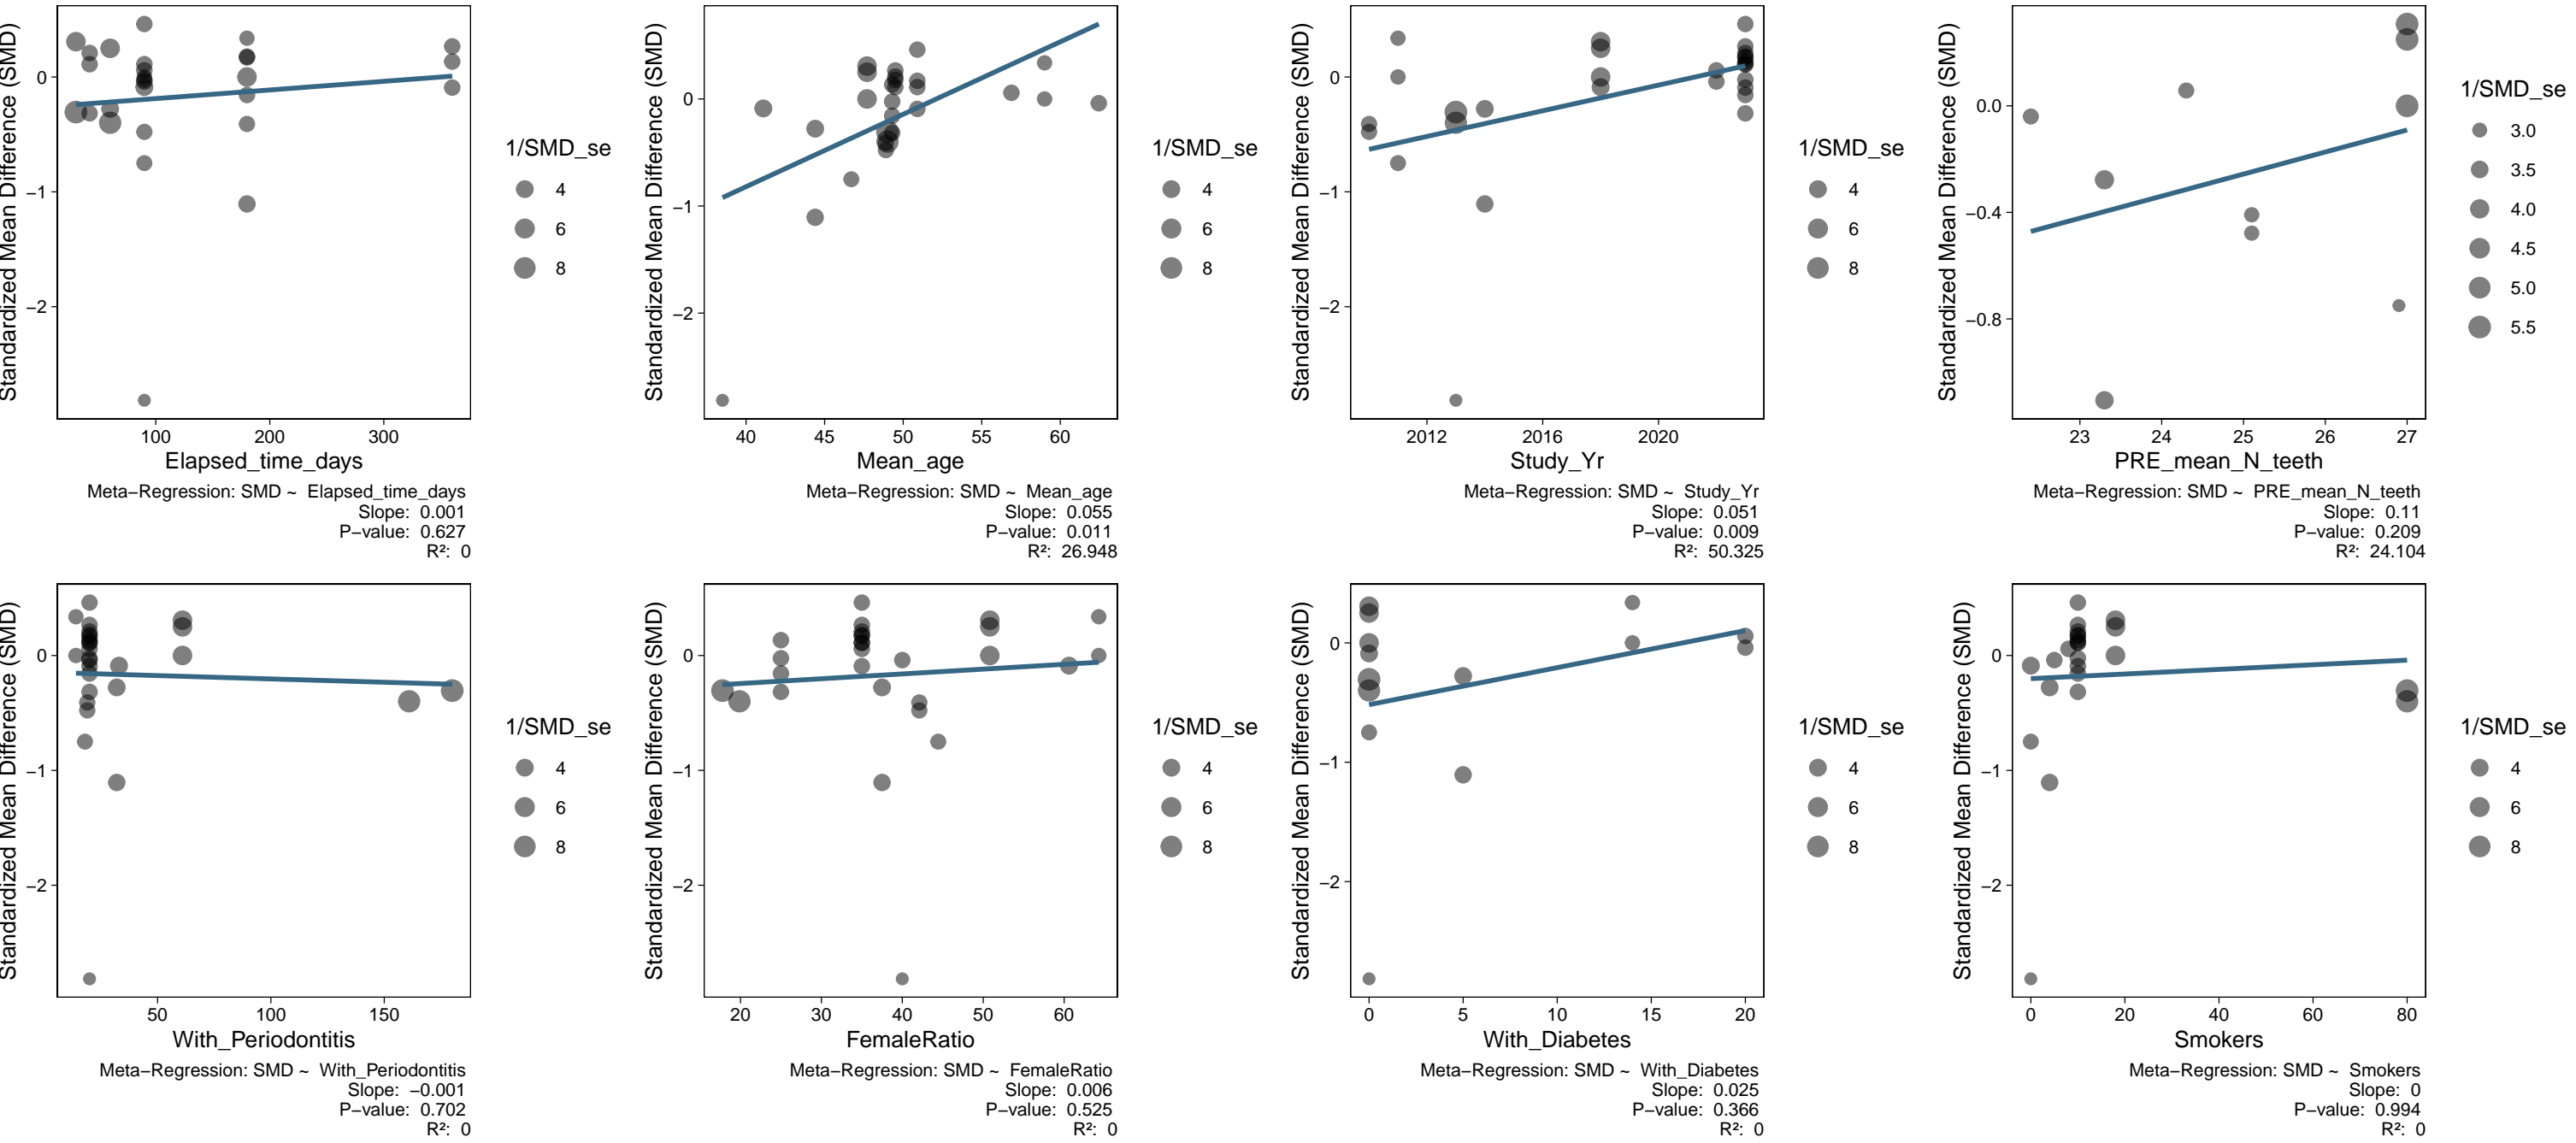 Standardized Mean Difference (SMD)
0
−1
−2
100
200
300
Elapsed_time_days
1/SMD_se
4
6
8
Meta−Regression: SMD ~ Elapsed_time_days
Slope: 0.001
P−value: 0.627
R²: 0
Standardized Mean Difference (SMD)
0
−1
−2
40
45
50
55
60
Mean_age
1/SMD_se
4
6
8
Meta−Regression: SMD ~ Mean_age
Slope: 0.055
P−value: 0.011
R²: 26.948
Standardized Mean Difference (SMD)
0
−1
−2
2012
2016
2020
Study_Yr
1/SMD_se
4
6
8
Meta−Regression: SMD ~ Study_Yr
Slope: 0.051
P−value: 0.009
R²: 50.325
Standardized Mean Difference (SMD)
0.0
−0.4
−0.8
23
24
25
26
27
PRE_mean_N_teeth
1/SMD_se
3.0
3.5
4.0
4.5
5.0
5.5
Meta−Regression: SMD ~ PRE_mean_N_teeth
Slope: 0.11
P−value: 0.209
R²: 24.104
Standardized Mean Difference (SMD)
0
−1
−2
50
100
150
With_Periodontitis
1/SMD_se
4
6
8
Meta−Regression: SMD ~ With_Periodontitis
Slope: −0.001
P−value: 0.702
R²: 0
Standardized Mean Difference (SMD)
0
−1
−2
20
30
40
50
60
FemaleRatio
1/SMD_se
4
6
8
Meta−Regression: SMD ~ FemaleRatio
Slope: 0.006
P−value: 0.525
R²: 0
Standardized Mean Difference (SMD)
0
−1
−2
0
5
10
15
20
With_Diabetes
1/SMD_se
4
6
8
Meta−Regression: SMD ~ With_Diabetes
Slope: 0.025
P−value: 0.366
R²: 0
Standardized Mean Difference (SMD)
0
−1
−2
0
20
40
60
80
Smokers
1/SMD_se
4
6
8
Meta−Regression: SMD ~ Smokers
Slope: 0
P−value: 0.994
R²: 0